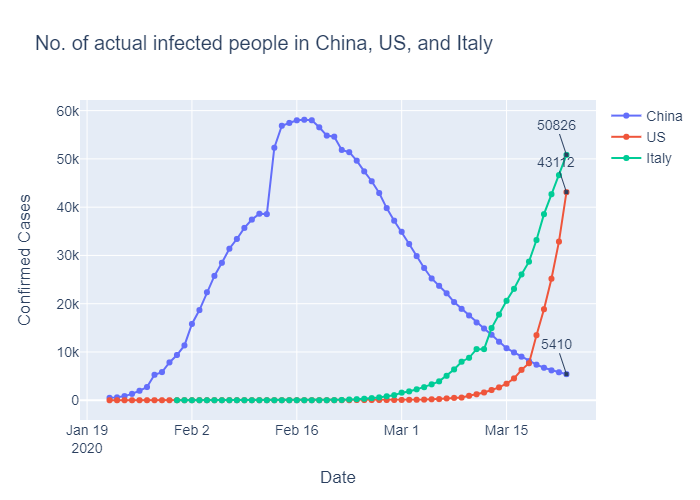 No. of actual infected people in China, US, and Italy
60k
50k
40k
30k
20k
10k
0
Confirmed Cases
50826
43112
5410
China
US
Italy
Jan 19
2020
Feb 2
Feb 16
Mar 1
Mar 15
Date